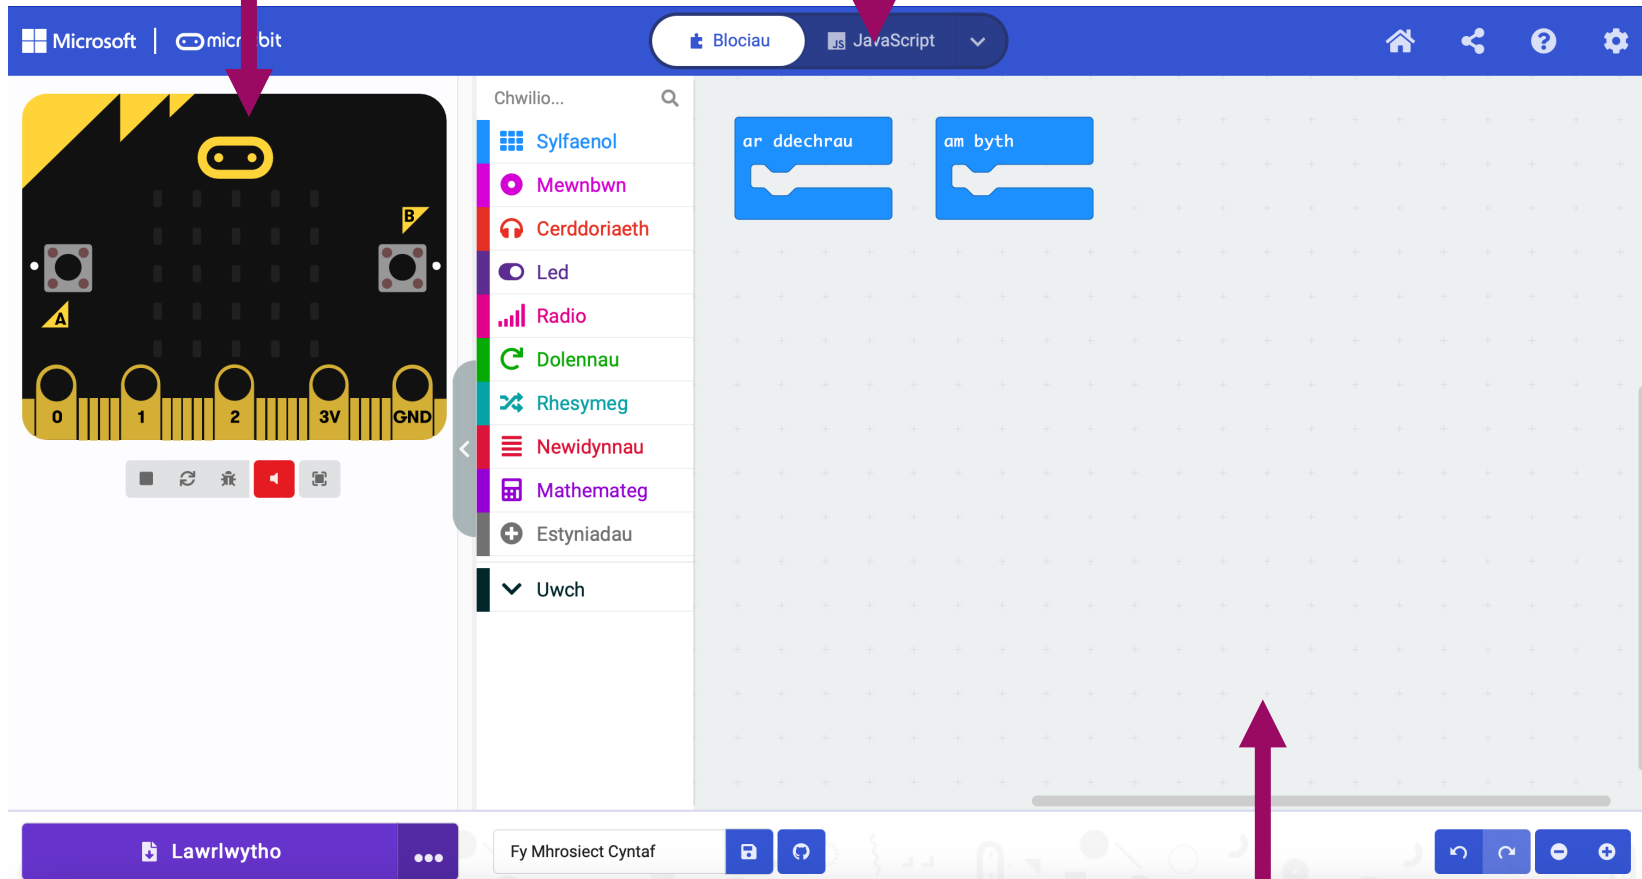 Microsoft
micro:bit
Blociau
JavaScript
B
A
0
1
2
3V
GND
Chwilio...
Sylfaenol
Mewnbwn
Cerddoriaeth
Led
Radio
Dolennau
Rhesymeg
Newidynnau
Mathemateg
Estyniadau
Uwch
ar ddechrau
am byth
Lawrlwytho
Fy Mhrosiect Cyntaf